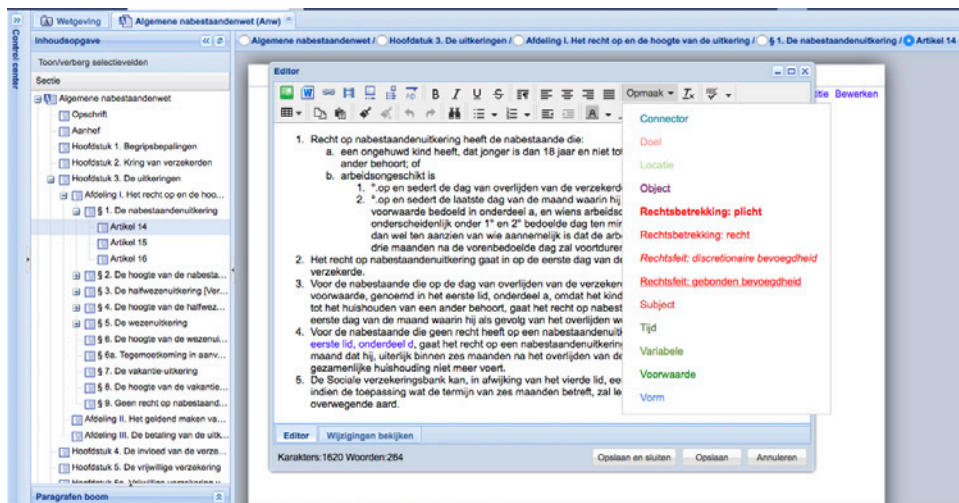 Wetgeving Algemene nabestaandenwet (Anw)
Control center
Inhoudsopgave
Toon/verberg selectievelden
Sectie
Algemene nabestaandenwet
Opschrift
Aanhef
Hoofdstuk 1. Begripsbepalingen
Hoofdstuk 2. Kring van verzekerden
Hoofdstuk 3. De uitkeringen
Afdeling I. Het recht op en de hoo...
§ 1. De nabestaandenuitkering
Artikel 14
Artikel 15
Artikel 16
§ 2. De hoogte van de nabesta...
§ 3. De halfwezenuitkering [Ver...
§ 4. De hoogte van de halfwez...
§ 5. De wezenuitkering
§ 6. De hoogte van de wezenui...
§ 6a. Tegemoetkoming in aanv...
§ 7. De vakantie-uitkering
§ 8. De hoogte van de vakantie...
§ 9. Geen recht op nabestaand...
Afdeling II. Het geldend maken va...
Afdeling III. De betaling van de uitk...
Hoofdstuk 4. De invloed van de verze...
Hoofdstuk 5. De vrijwillige verzekering
Paragrafen boom
Algemene nabestaandenwet / Hoofdstuk 3. De uitkeringen / Afdeling I. Het recht op en de hoogte van de uitkering / § 1. De nabestaandenuitkering / Artikel 14
Bewerken
Editor
B I U S Opmaak Tx
A
1. Recht op nabestaandenuitkering heeft de nabestaande die:
a. een ongehuwd kind heeft, dat jonger is dan 18 jaar en niet tot
ander behoort; of
b. arbeidsongeschikt is
1. °.op en sedert de dag van overlijden van de verzekerd
2. °.op en sedert de laatste dag van de maand waarin hij
voorwaarde bedoeld in onderdeel a, en wiens arbeidsc
onderscheidenlijk onder 1° en 2° bedoelde dag ten min
dan wel ten aanzien van wie aannemelijk is dat de arb
drie maanden na de vorenbedoelde dag zal voortduren
2. Het recht op nabestaandenuitkering gaat in op de eerste dag van de
verzekerde.
3. Voor de nabestaande die op de dag van overlijden van de verzeker
voorwaarde, genoemd in het eerste lid, onderdeel a, omdat het kind
tot het huishouden van een ander behoort, gaat het recht op nabest
eerste dag van de maand waarin hij als gevolg van het overlijden w
4. Voor de nabestaande die geen recht heeft op een nabestaandenuit
eerste lid, onderdeel d, gaat het recht op een nabestaandenuitkering
maand dat hij, uiterlijk binnen zes maanden na het overlijden van de
gezamenlijke huishouding niet meer voert.
5. De Sociale verzekeringsbank kan, in afwijking van het vierde lid, ee
indien de toepassing wat de termijn van zes maanden betreft, zal le
overwegende aard.
Connector
Doel
Locatie
Object
Rechtsbetrekking: plicht
Rechtsbetrekking: recht
Rechtsfeit: discretionaire bevoegdheid
Rechtsfeit: gebonden bevoegdheid
Subject
Tijd
Variabele
Voorwaarde
Vorm
Editor Wijzigingen bekijken
Karakters:1620 Woorden:264
Opslaan en sluiten Opslaan Annuleren